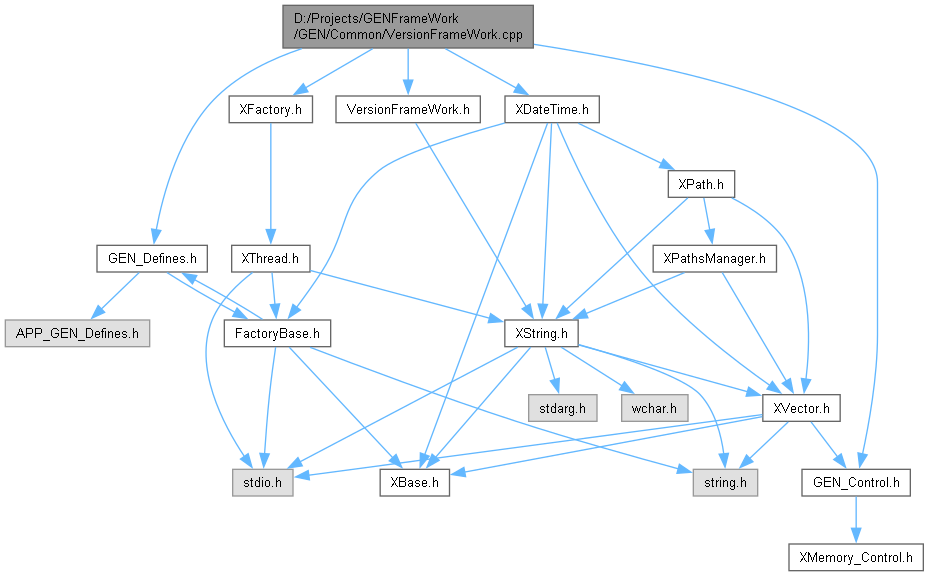 D:/Projects/GENFrameWork
/GEN/Common/VersionFrameWork.cpp
XFactory.h
VersionFrameWork.h
XDateTime.h
XPath.h
GEN_Defines.h
XThread.h
XPathsManager.h
APP_GEN_Defines.h
FactoryBase.h
XString.h
stdarg.h
wchar.h
XVector.h
stdio.h
XBase.h
string.h
GEN_Control.h
XMemory_Control.h